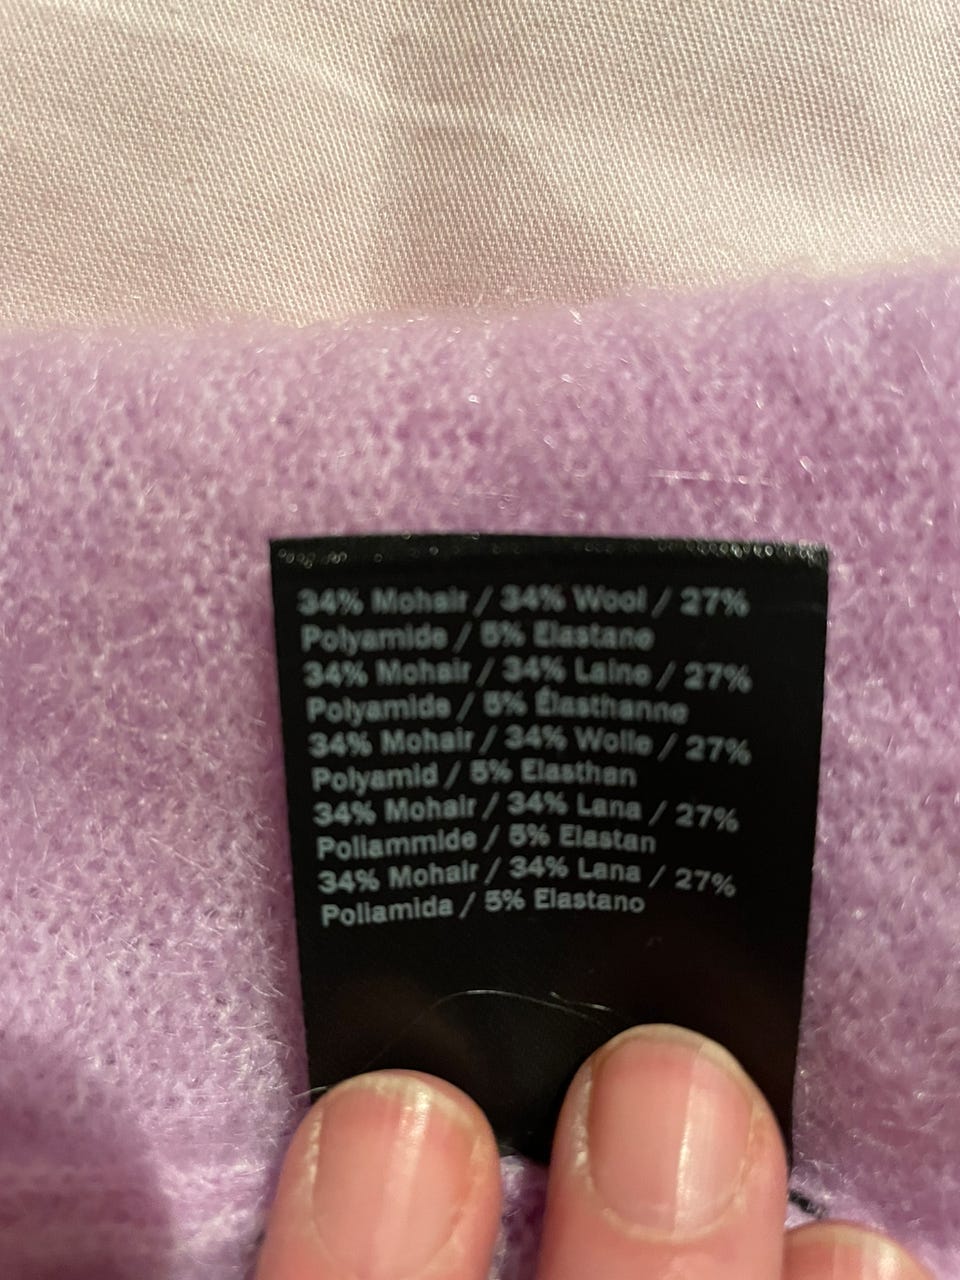 34% Mohair / 34% Wool / 27%
Polyamide / 5% Elastane
34% Mohair / 34% Laine / 27%
Polyamide / 5% Élasthanne
34% Mohair / 34% Wolle / 27%
Polyamid / 5% Elasthan
34% Mohair / 34% Lana / 27%
Poliammide / 5% Elastan
34% Mohair / 34% Lana / 27%
Poliamida / 5% Elastano